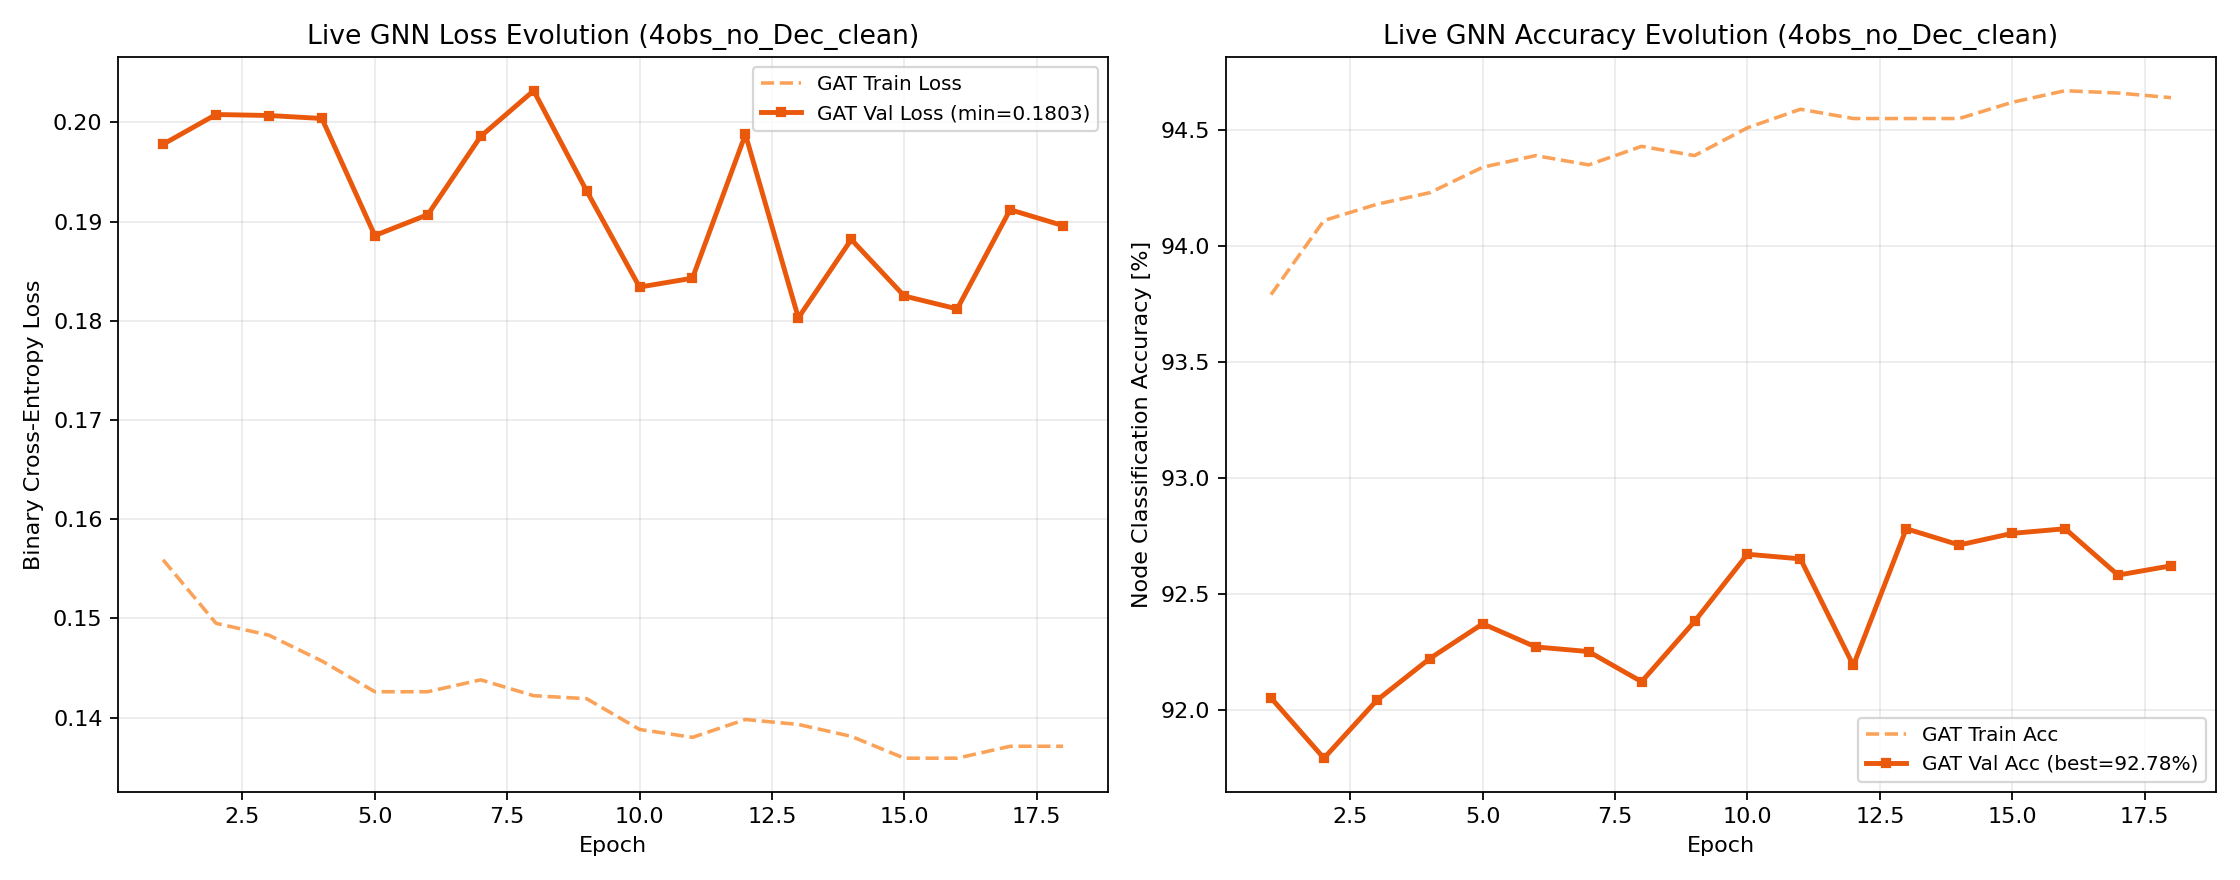 Live GNN Loss Evolution (4obs_no_Dec_clean)
GAT Train Loss
GAT Val Loss (min=0.1803)
Binary Cross-Entropy Loss
0.20
0.19
0.18
0.17
0.16
0.15
0.14
2.5
5.0
7.5
10.0
12.5
15.0
17.5
Epoch
Live GNN Accuracy Evolution (4obs_no_Dec_clean)
Node Classification Accuracy [%]
94.5
94.0
93.5
93.0
92.5
92.0
GAT Train Acc
GAT Val Acc (best=92.78%)
2.5
5.0
7.5
10.0
12.5
15.0
17.5
Epoch